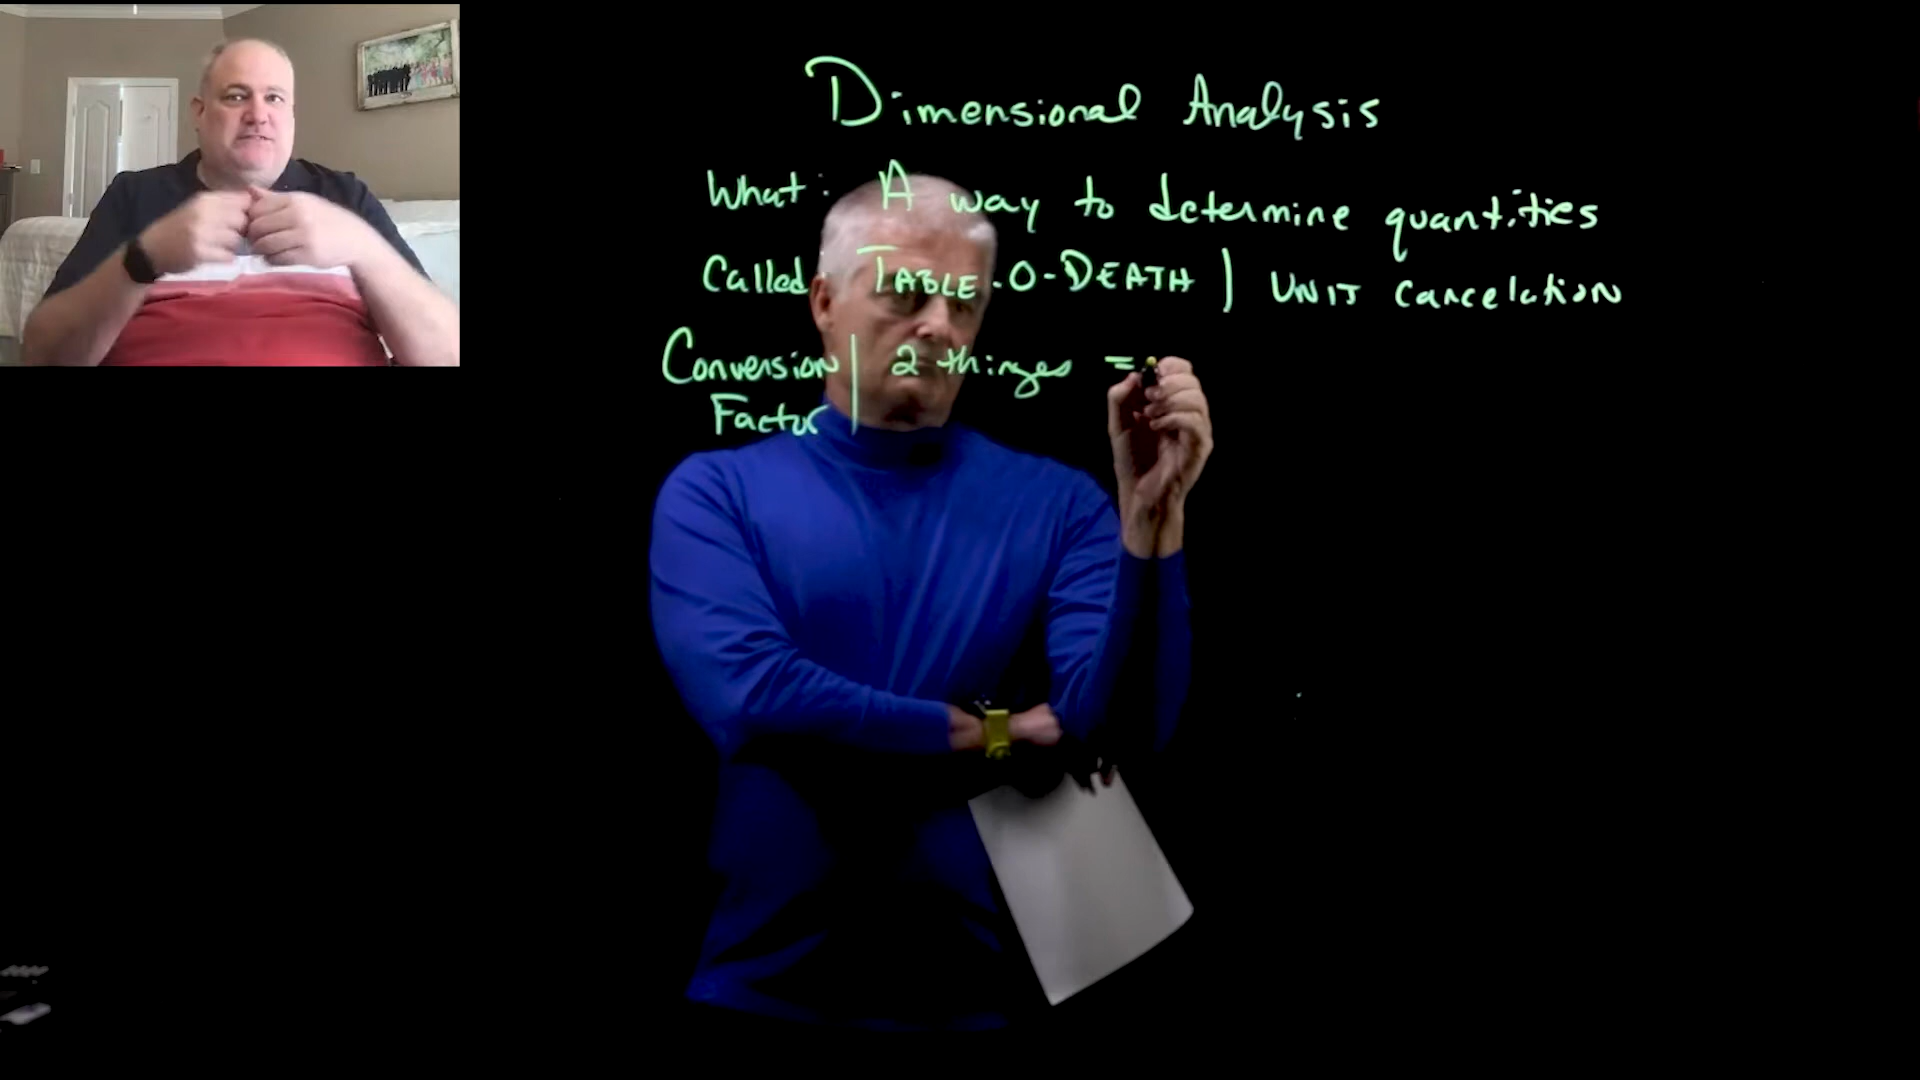 Dimensional Analysis
What: A way to determine quantities
Called: TABLE-O-DEATH | UNIT Cancelation
Conversion | 2 things =
Factor